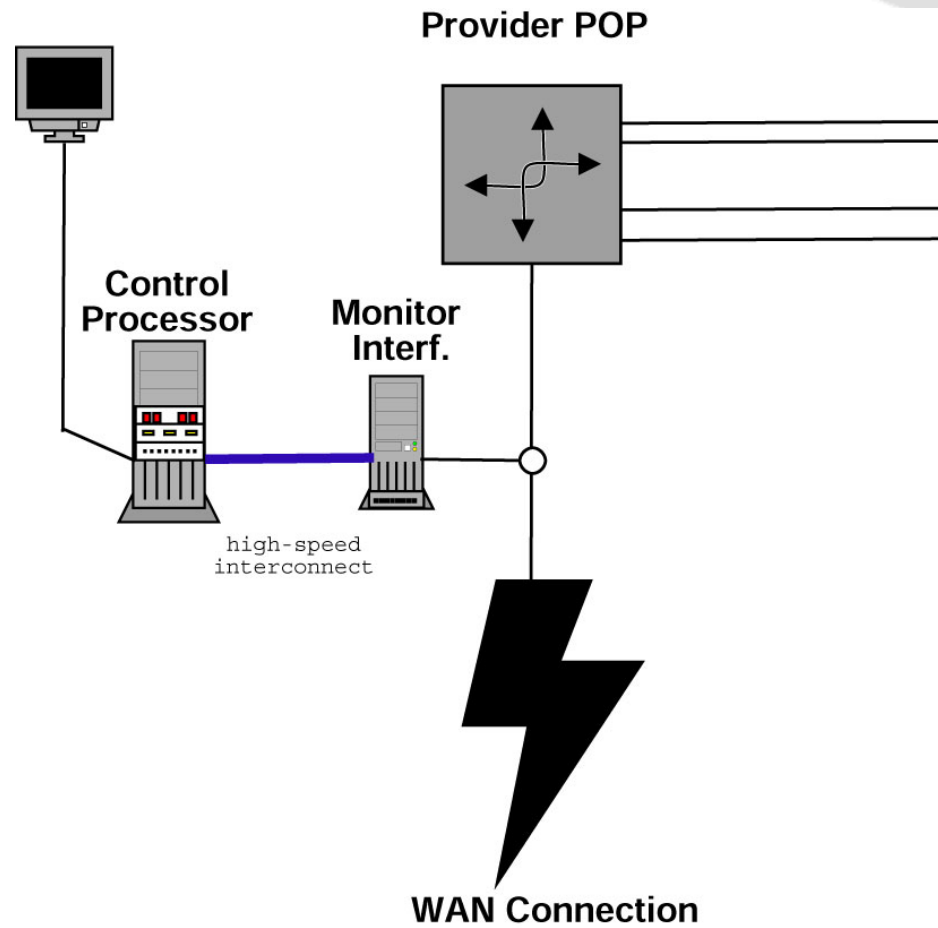 Provider POP
Control
Processor
Monitor
Interf.
high-speed
interconnect
WAN Connection